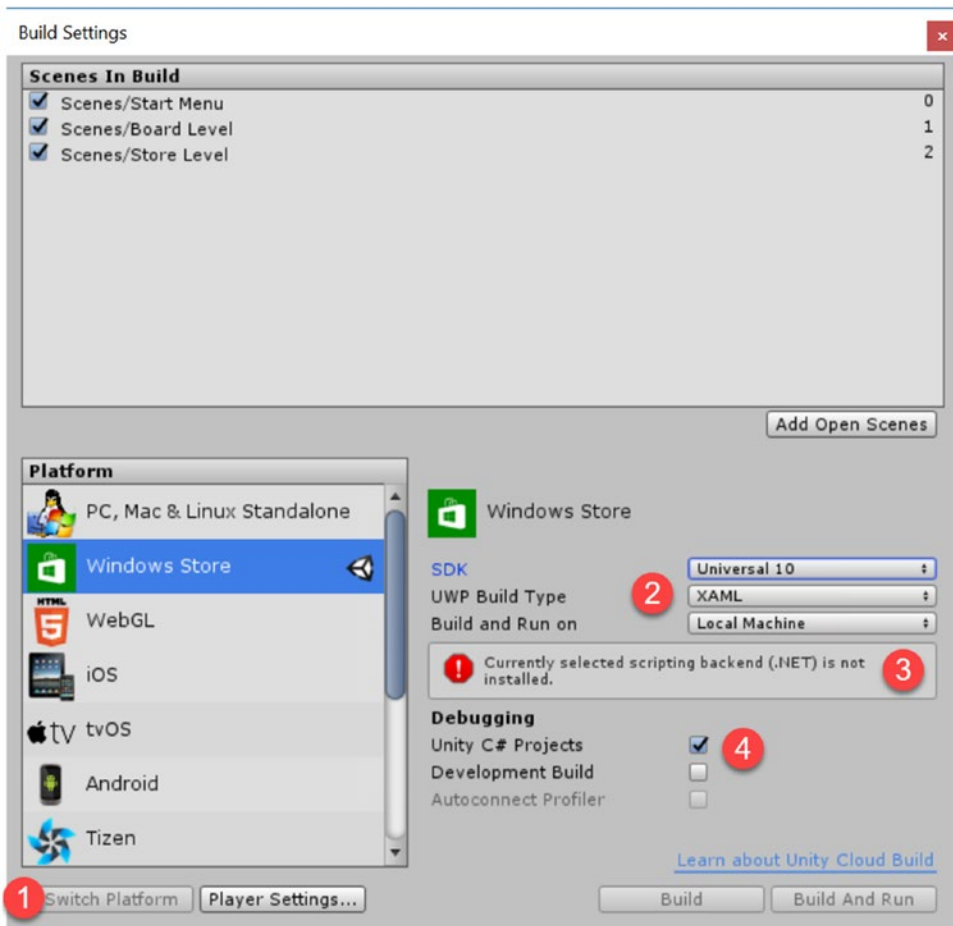 Build Settings
×
Scenes In Build
Scenes/Start Menu 0
Scenes/Board Level 1
Scenes/Store Level 2
Add Open Scenes
Platform
PC, Mac & Linux Standalone
Windows Store
HTML
5
WebGL
iOS
tv tvOS
Android
Tizen
Windows Store
SDK Universal 10
UWP Build Type 2 XAML
Build and Run on Local Machine
! Currently selected scripting backend (.NET) is not
installed.
3
Debugging
Unity C# Projects 4
Development Build
Autoconnect Profiler
Learn about Unity Cloud Build
1 Switch Platform Player Settings... Build Build And Run